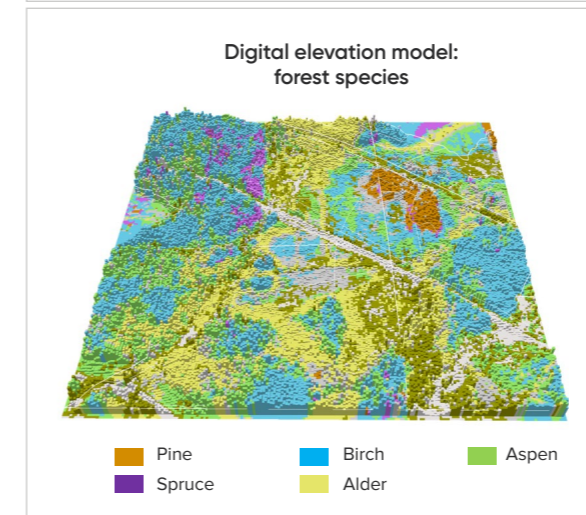 Digital elevation model:
forest species
Pine
Birch
Aspen
Spruce
Alder